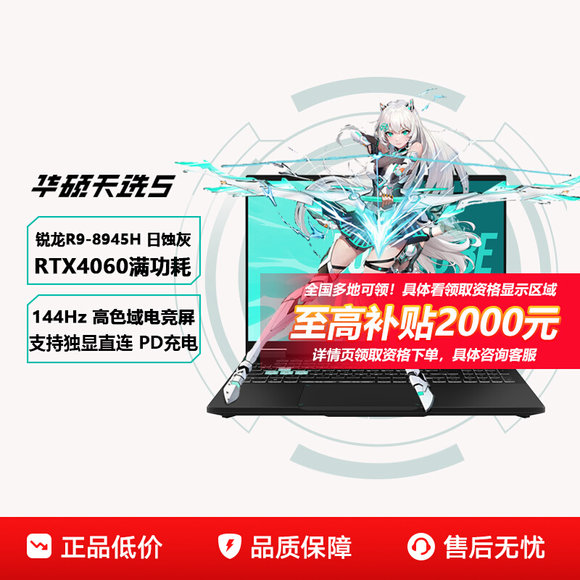 华硕天选5
锐龙R9-8945H 日蚀灰
RTX4060满功耗
144Hz 高色域电竞屏
支持独显直连 PD充电
全国多地可领！具体看领取资格显示区域
至高补贴2000元
详情页领取资格下单，具体咨询客服
正品低价
品质保障
售后无忧